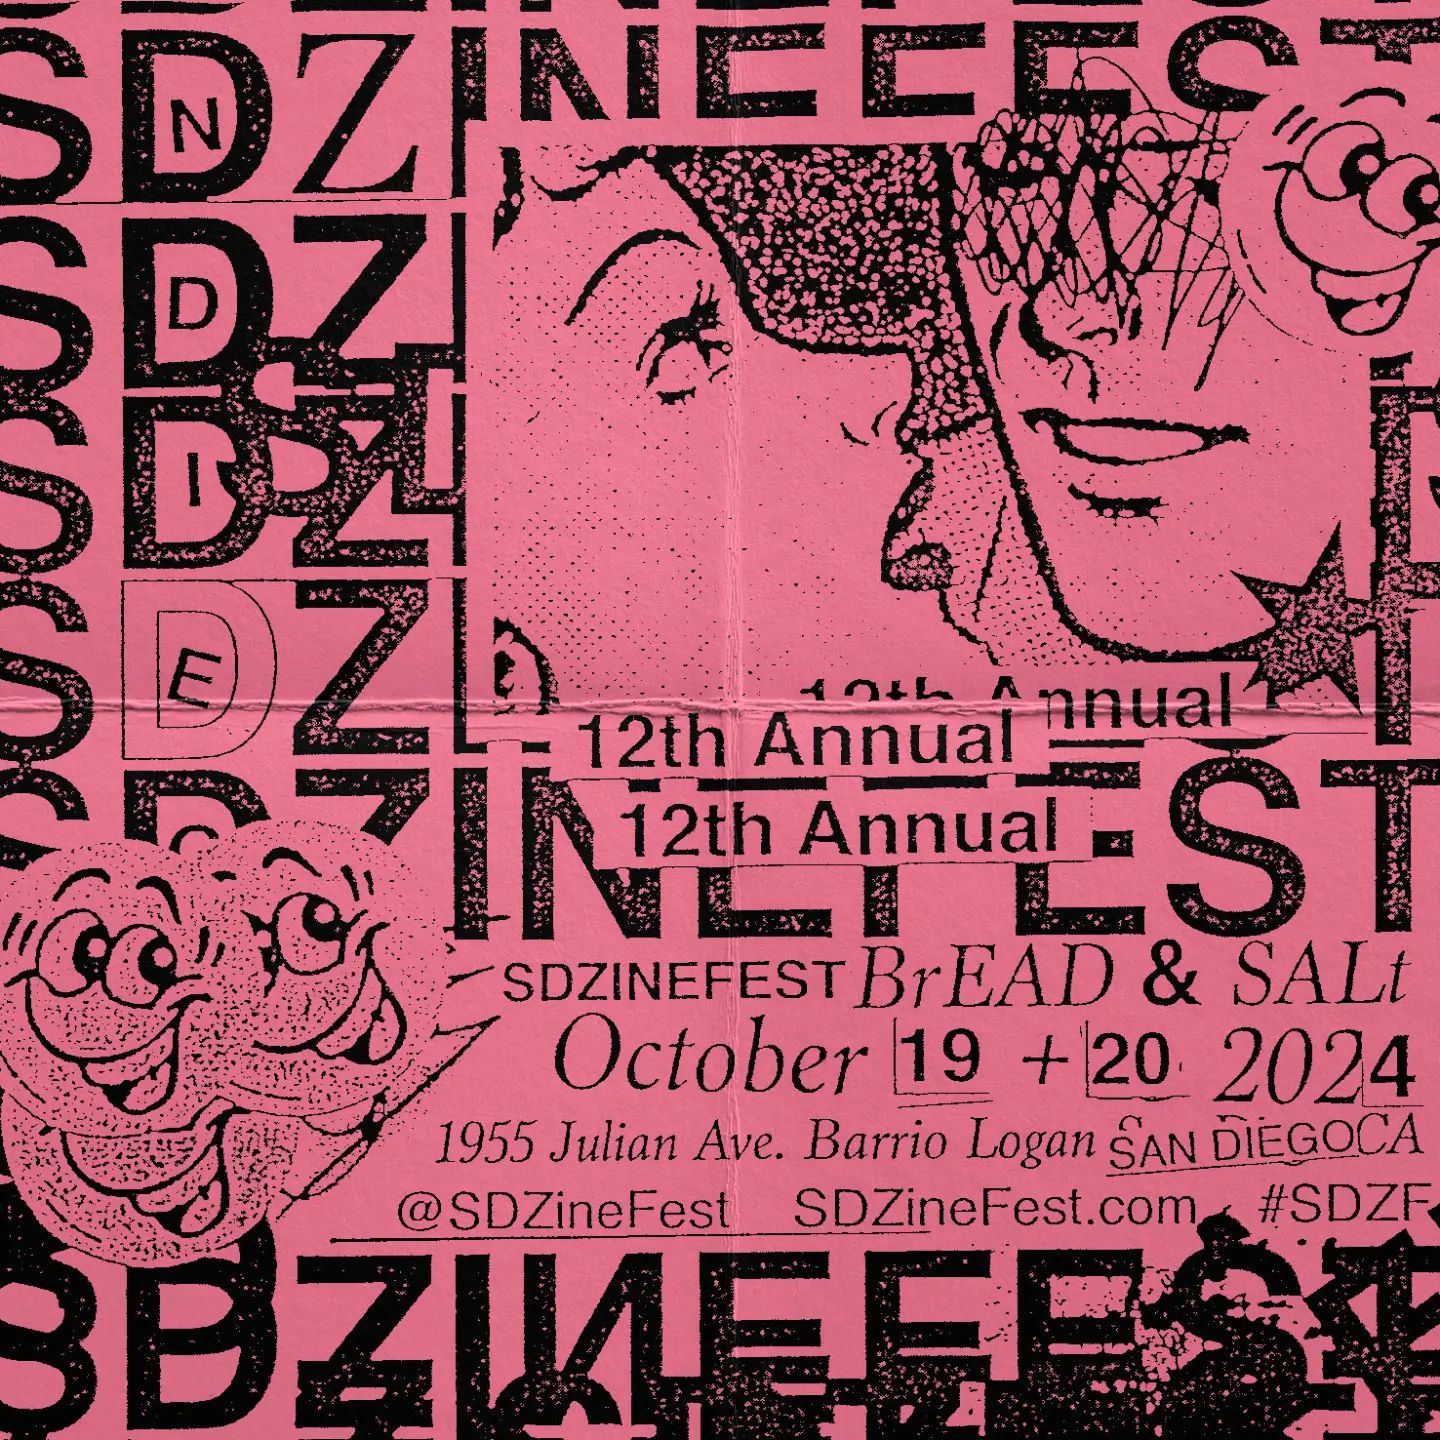 SDZINEFEST
N
SDZ
D
SDZ
I
SDZ
E
12th Annual
12th Annual
SDZINEFEST
12th Annual
SDZINEFEST BrEAD & SALt
October 19 + 20 2024
1955 Julian Ave. Barrio Logan SAN DIEGO CA
@SDZineFest SDZineFest.com #SDZF
SDZINEFEST